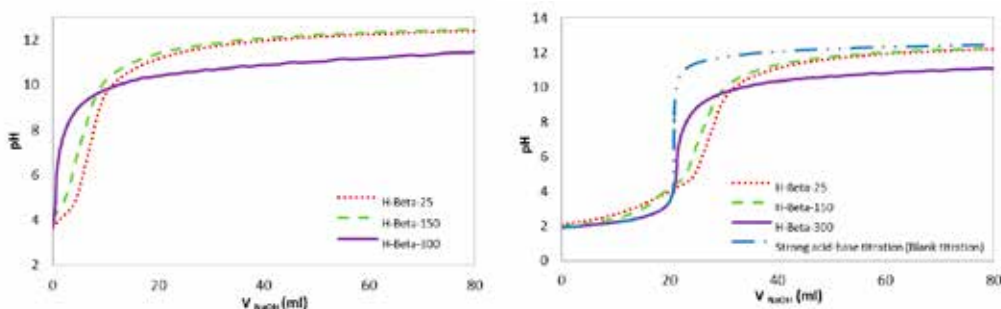 12
10
8
6
4
2
pH
0
20
40
60
80
V NaOH (ml)
H-Beta-25
H-Beta-150
H-Beta-300
14
12
10
8
6
4
2
0
pH
0
20
40
60
80
V NaOH (ml)
H-Beta-25
H-Beta-150
H-Beta-300
Strong acid-base titration (Blank titration)